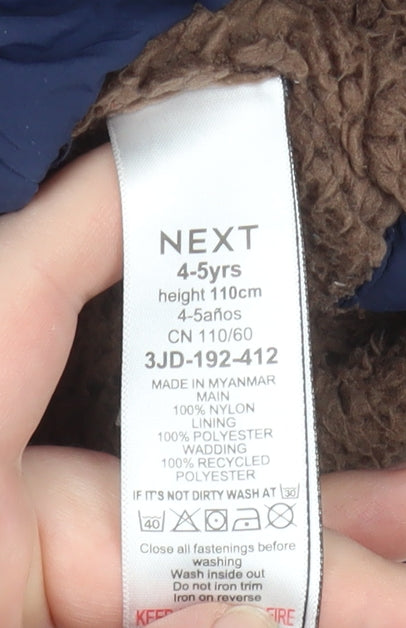 NEXT
4-5yrs
height 110cm
4-5años
CN 110/60
3JD-192-412
MADE IN MYANMAR
MAIN
100% NYLON
LINING
100% POLYESTER
WADDING
100% RECYCLED
POLYESTER
IF IT'S NOT DIRTY WASH AT 30
40
Close all fastenings before
washing
Wash inside out
Do not iron trim
Iron on reverse
KEEP FIRE